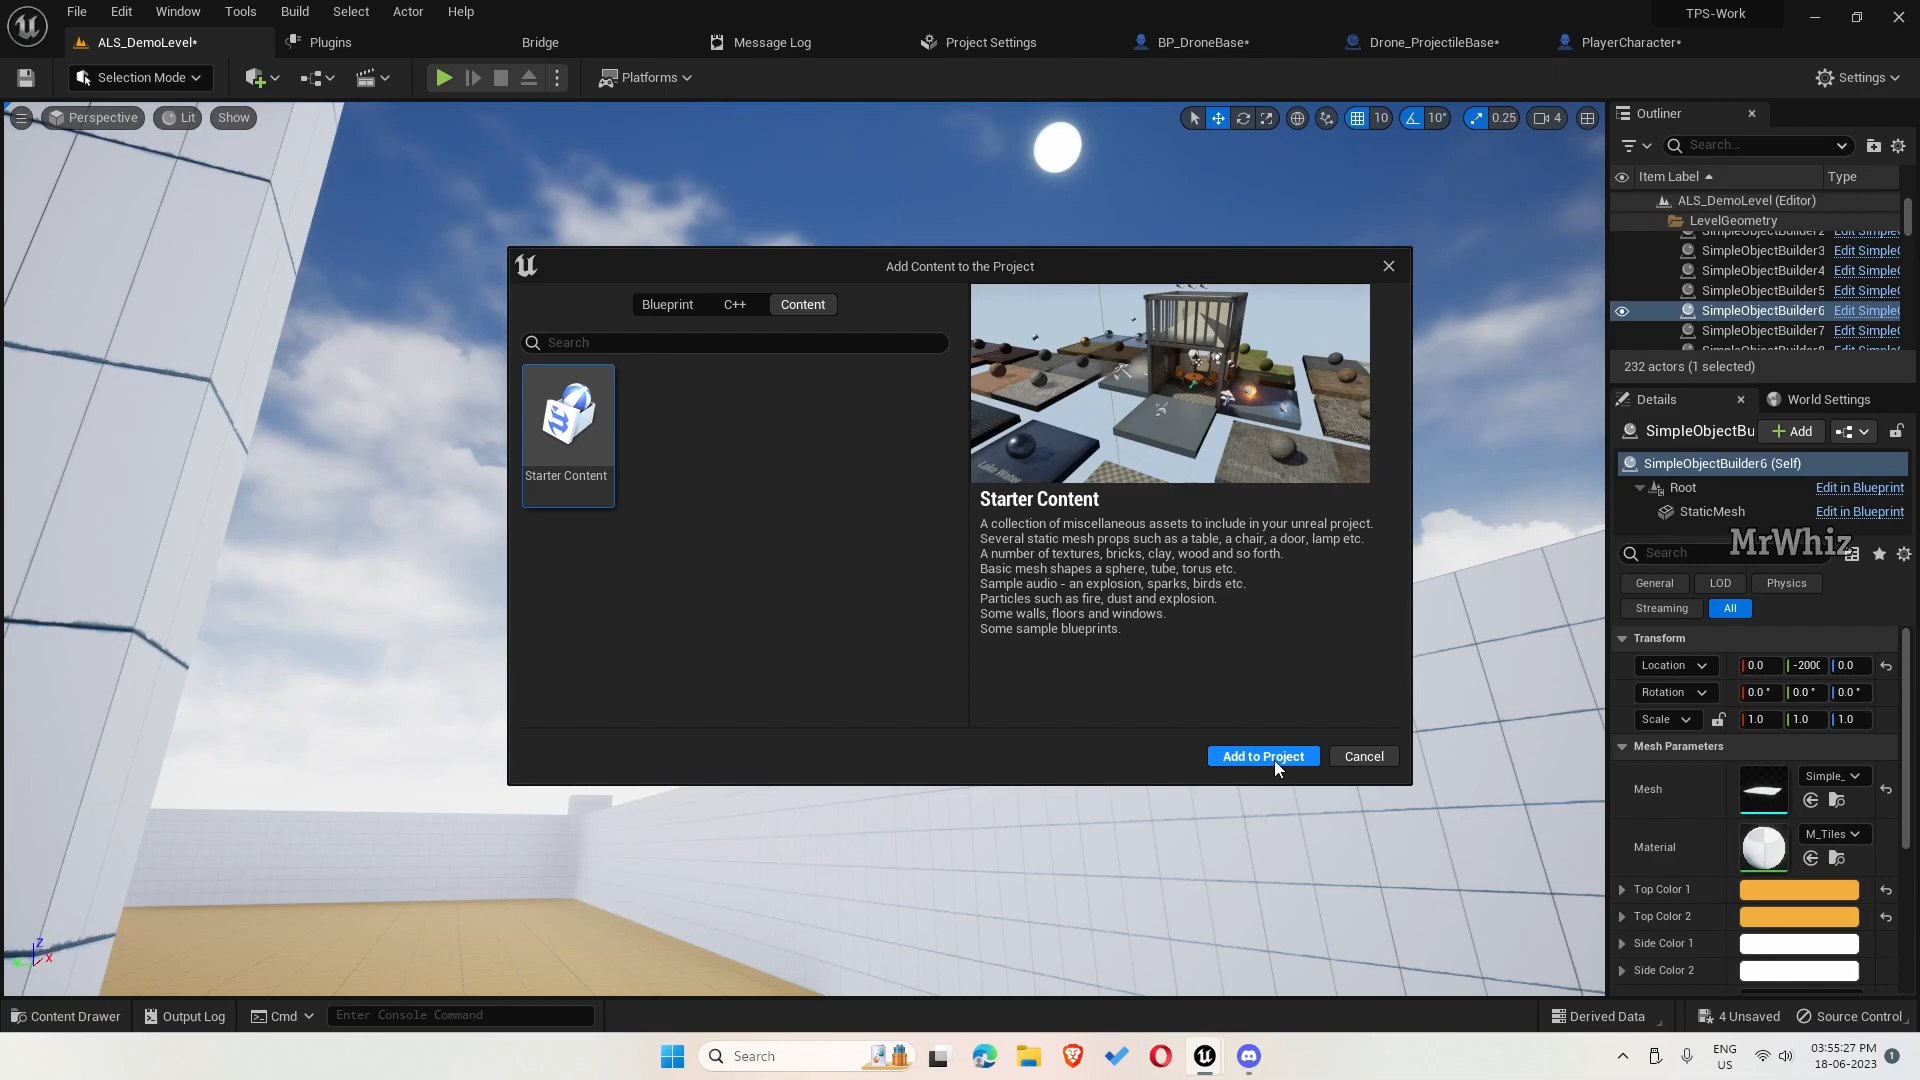 File Edit Window Tools Build Select Actor Help TPS-Work
ALS_DemoLevel* Plugins Bridge Message Log Project Settings BP_DroneBase* Drone_ProjectileBase* PlayerCharacter*
Selection Mode Platforms Settings
Perspective Lit Show 10 10° 0.25 4
Outliner
Search...
Item Label Type
ALS_DemoLevel (Editor)
LevelGeometry
SimpleObjectBuilder2 Edit Simple
SimpleObjectBuilder3 Edit Simple
SimpleObjectBuilder4 Edit Simple
SimpleObjectBuilder5 Edit Simple
SimpleObjectBuilder6 Edit Simple
SimpleObjectBuilder7 Edit Simple
232 actors (1 selected)
Details World Settings
SimpleObjectBu Add
SimpleObjectBuilder6 (Self)
Root Edit in Blueprint
StaticMesh Edit in Blueprint
MrWhiz
Search
General LOD Physics
Streaming All
Transform
Location 0.0 -2000 0.0
Rotation 0.0° 0.0° 0.0°
Scale 1.0 1.0 1.0
Mesh Parameters
Mesh Simple_
Material M_Tiles
Top Color 1
Top Color 2
Side Color 1
Side Color 2
Add Content to the Project
Blueprint C++ Content
Search
Starter Content
Starter Content
A collection of miscellaneous assets to include in your unreal project.
Several static mesh props such as a table, a chair, a door, lamp etc.
A number of textures, bricks, clay, wood and so forth.
Basic mesh shapes a sphere, tube, torus etc.
Sample audio - an explosion, sparks, birds etc.
Particles such as fire, dust and explosion.
Some walls, floors and windows.
Some sample blueprints.
Add to Project Cancel
Z
X
Content Drawer Output Log Cmd Enter Console Command Derived Data 4 Unsaved Source Control
Search
ENG
US
03:55:27 PM
18-06-2023
1